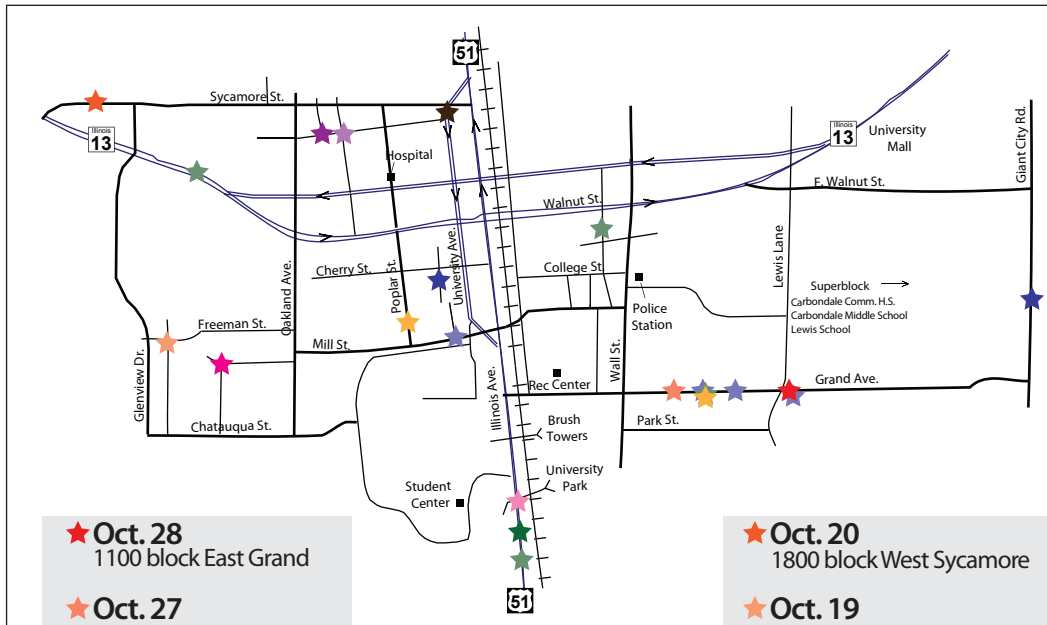 51
Sycamore St.
Illinois
13
Illinois
13
University
Mall
Giant City Rd.
Hospital
E. Walnut St.
Walnut St.
Lewis Lane
University Ave.
Cherry St.
College St.
Oakland Ave.
Poplar St.
Superblock
Carbondale Comm. H.S.
Carbondale Middle School
Lewis School
Police
Station
Freeman St.
Mill St.
Glenview Dr.
Illinois Ave.
Wall St.
Rec Center
Grand Ave.
Chatauqua St.
Brush
Towers
Park St.
University
Park
Student
Center
51
Oct. 28
1100 block East Grand
Oct. 27
Oct. 20
1800 block West Sycamore
Oct. 19